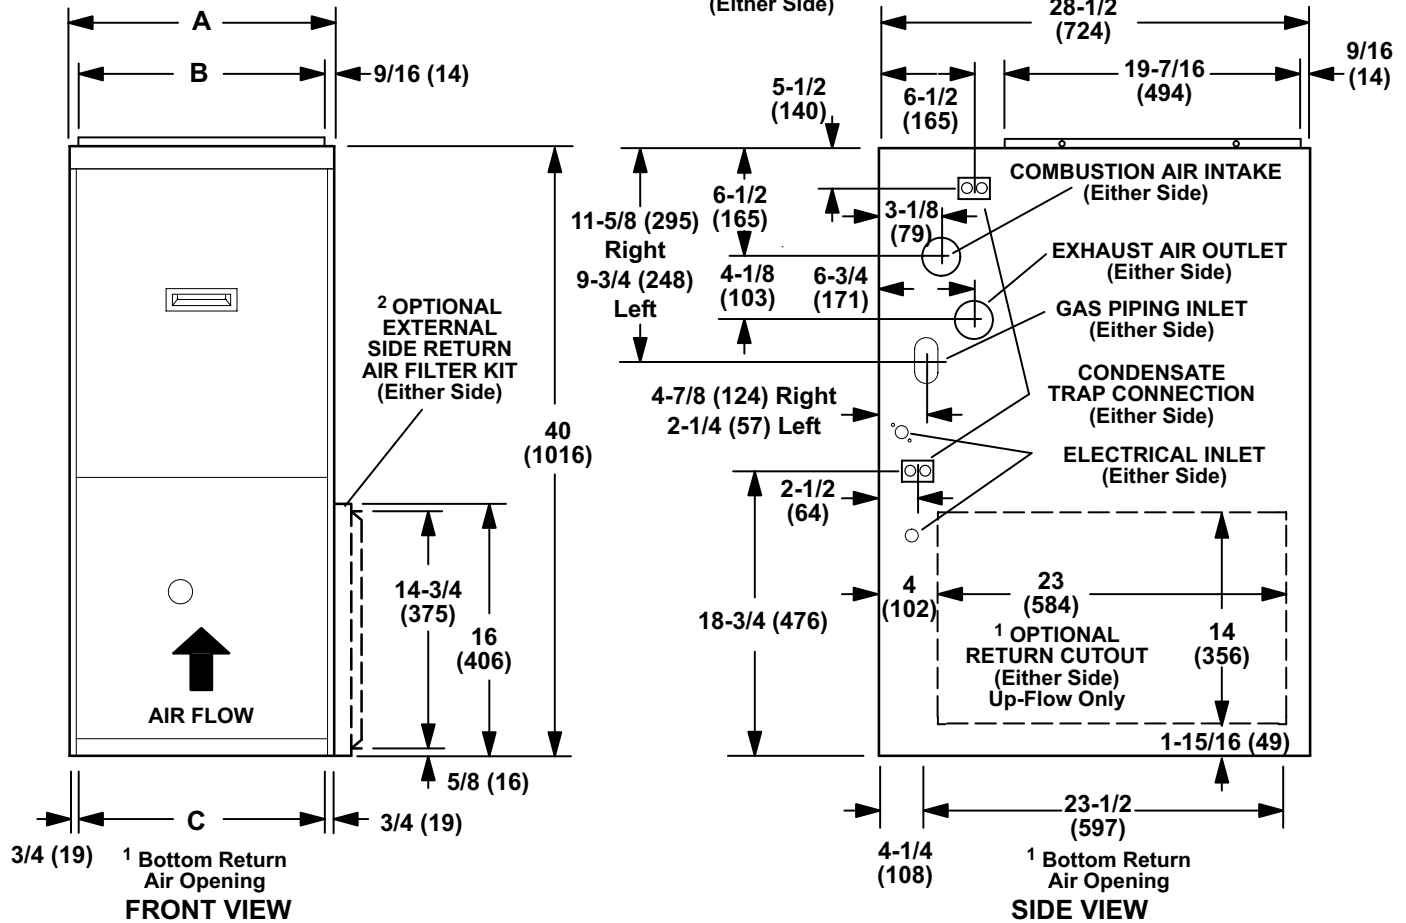 A
B
9/16 (14)
2 OPTIONAL
EXTERNAL
SIDE RETURN
AIR FILTER KIT
(Either Side)
40
(1016)
14-3/4
(375)
16
(406)
AIR FLOW
5/8 (16)
C
3/4 (19)
3/4 (19)
1 Bottom Return
Air Opening
FRONT VIEW
(Either Side)
28-1/2
(724)
9/16
(14)
19-7/16
(494)
5-1/2
(140)
6-1/2
(165)
COMBUSTION AIR INTAKE
(Either Side)
6-1/2
(165)
11-5/8 (295)
Right
9-3/4 (248)
Left
3-1/8
(79)
EXHAUST AIR OUTLET
(Either Side)
4-1/8
(103)
6-3/4
(171)
GAS PIPING INLET
(Either Side)
4-7/8 (124) Right
2-1/4 (57) Left
CONDENSATE
TRAP CONNECTION
(Either Side)
ELECTRICAL INLET
(Either Side)
2-1/2
(64)
18-3/4 (476)
4
(102)
23
(584)
1 OPTIONAL
RETURN CUTOUT
(Either Side)
Up-Flow Only
14
(356)
1-15/16 (49)
23-1/2
(597)
4-1/4
(108)
1 Bottom Return
Air Opening
SIDE VIEW